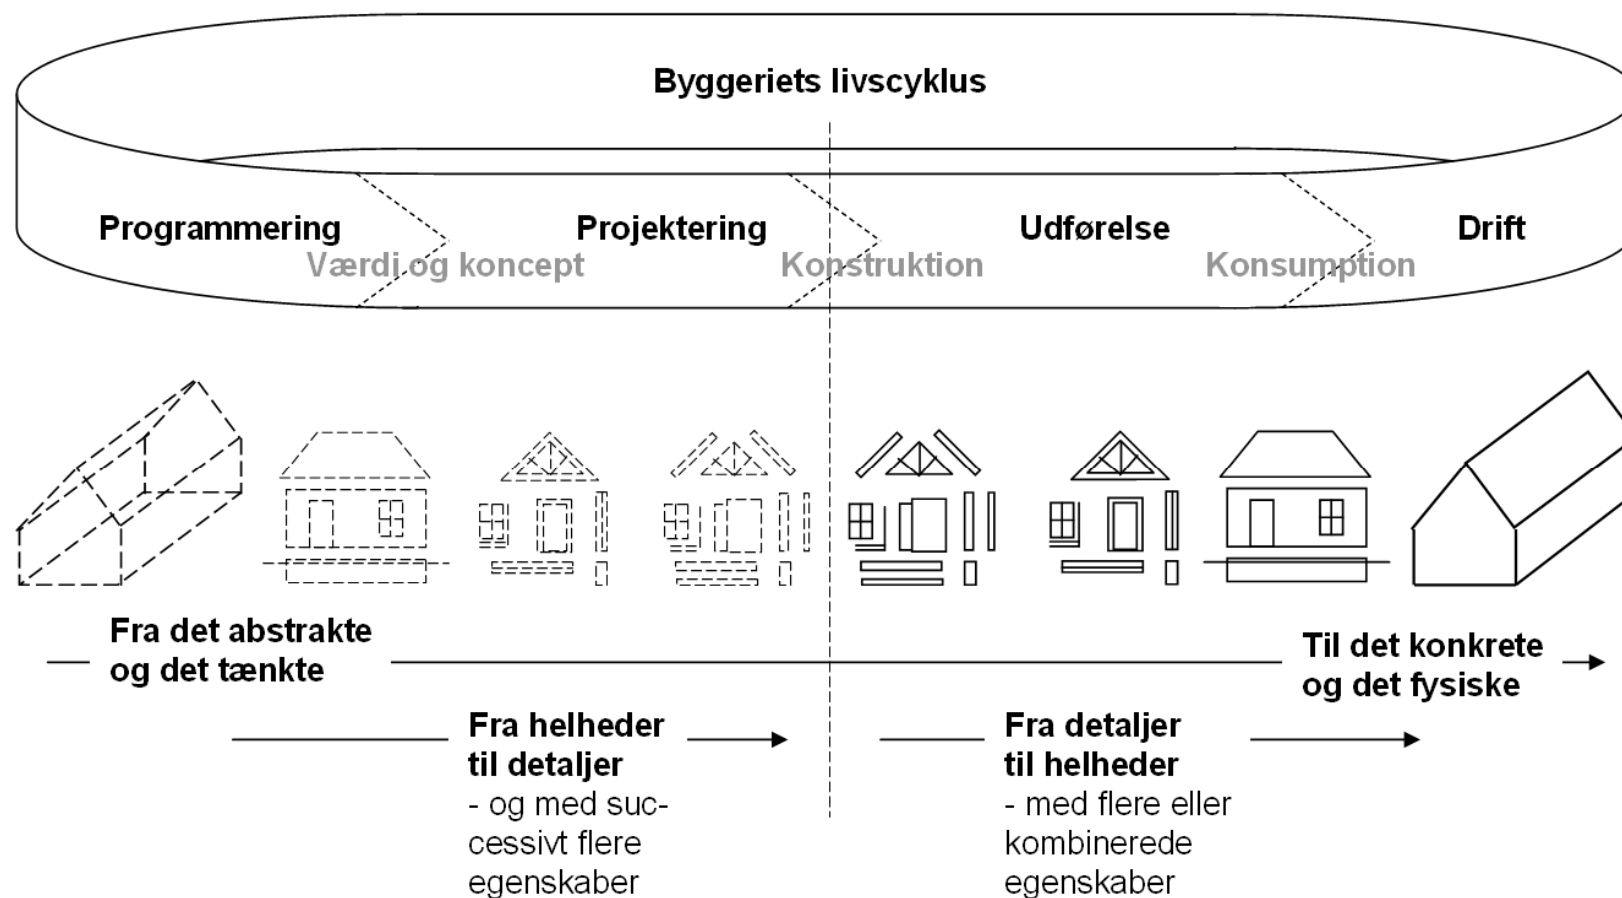 Byggeriets livscyklus
Programmering
Projektering
Udførelse
Drift
Værdi og koncept
Konstruktion
Konsumption
Fra det abstrakte
og det tænkte
Til det konkrete
og det fysiske
Fra helheder
til detaljer
- og med suc-
cessivt flere
egenskaber
Fra detaljer
til helheder
- med flere eller
kombinerede
egenskaber